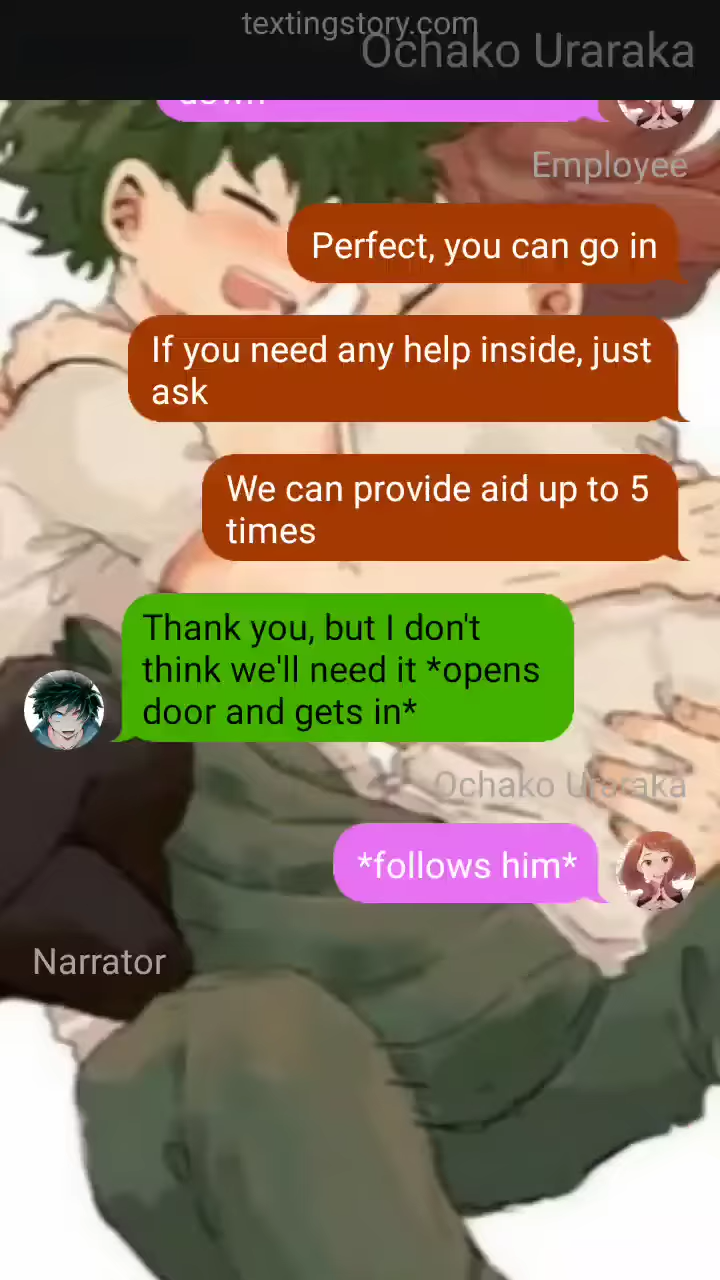 textingstory.com
Ochako Uraraka
down
Employee
Perfect, you can go in
If you need any help inside, just
ask
We can provide aid up to 5
times
Thank you, but I don't
think we'll need it *opens
door and gets in*
Ochako Uraraka
*follows him*
Narrator